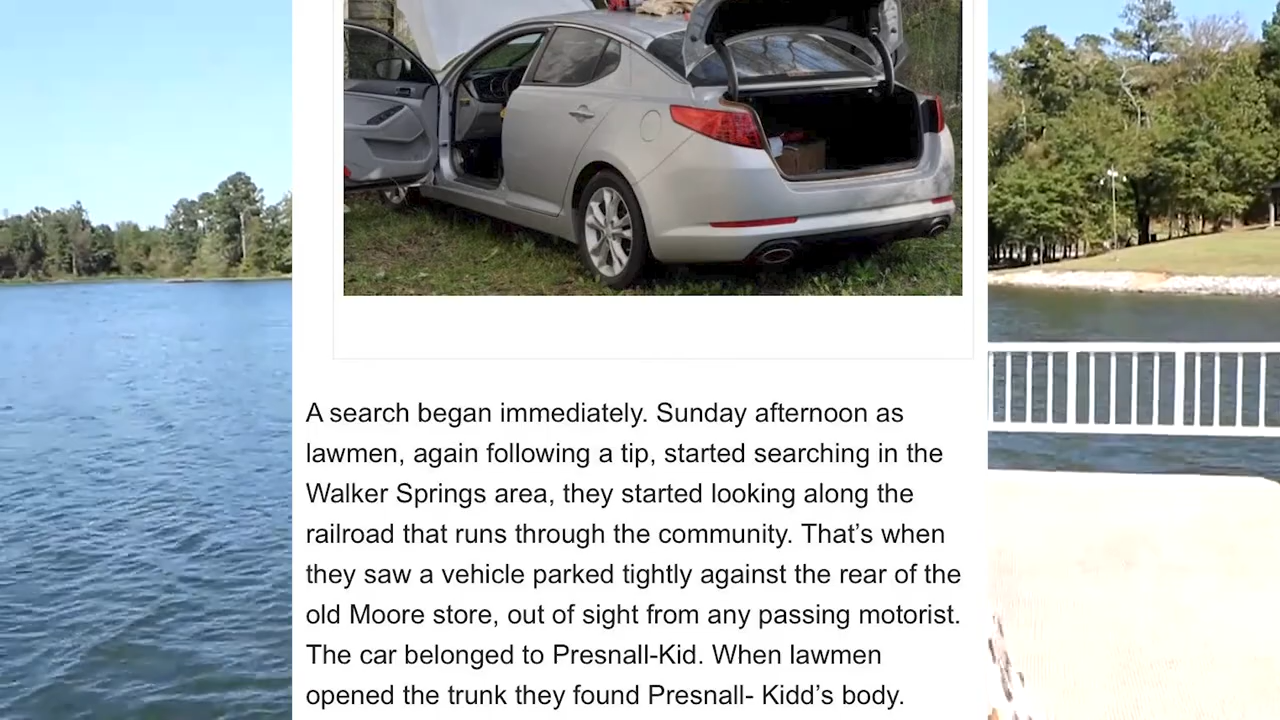 A search began immediately. Sunday afternoon as
lawmen, again following a tip, started searching in the
Walker Springs area, they started looking along the
railroad that runs through the community. That’s when
they saw a vehicle parked tightly against the rear of the
old Moore store, out of sight from any passing motorist.
The car belonged to Presnall-Kid. When lawmen
opened the trunk they found Presnall- Kidd’s body.